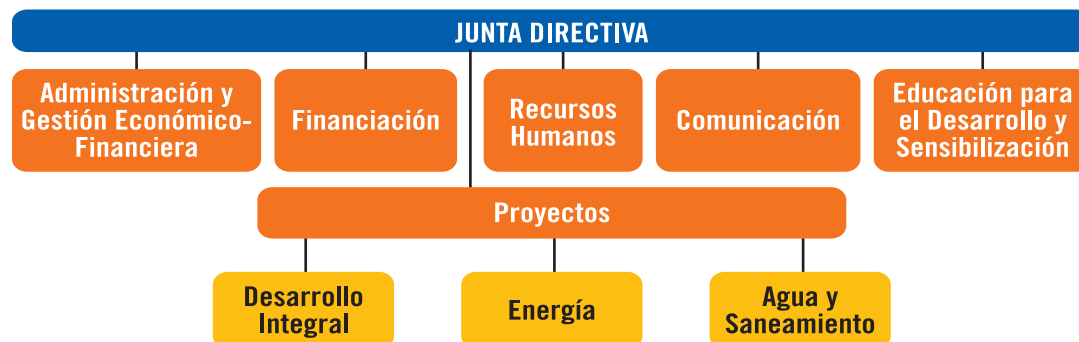 JUNTA DIRECTIVA
Administración y
Gestión Económico-
Financiera
Financiación
Recursos
Humanos
Comunicación
Educación para
el Desarrollo y
Sensibilización
Proyectos
Desarrollo
Integral
Energía
Agua y
Saneamiento